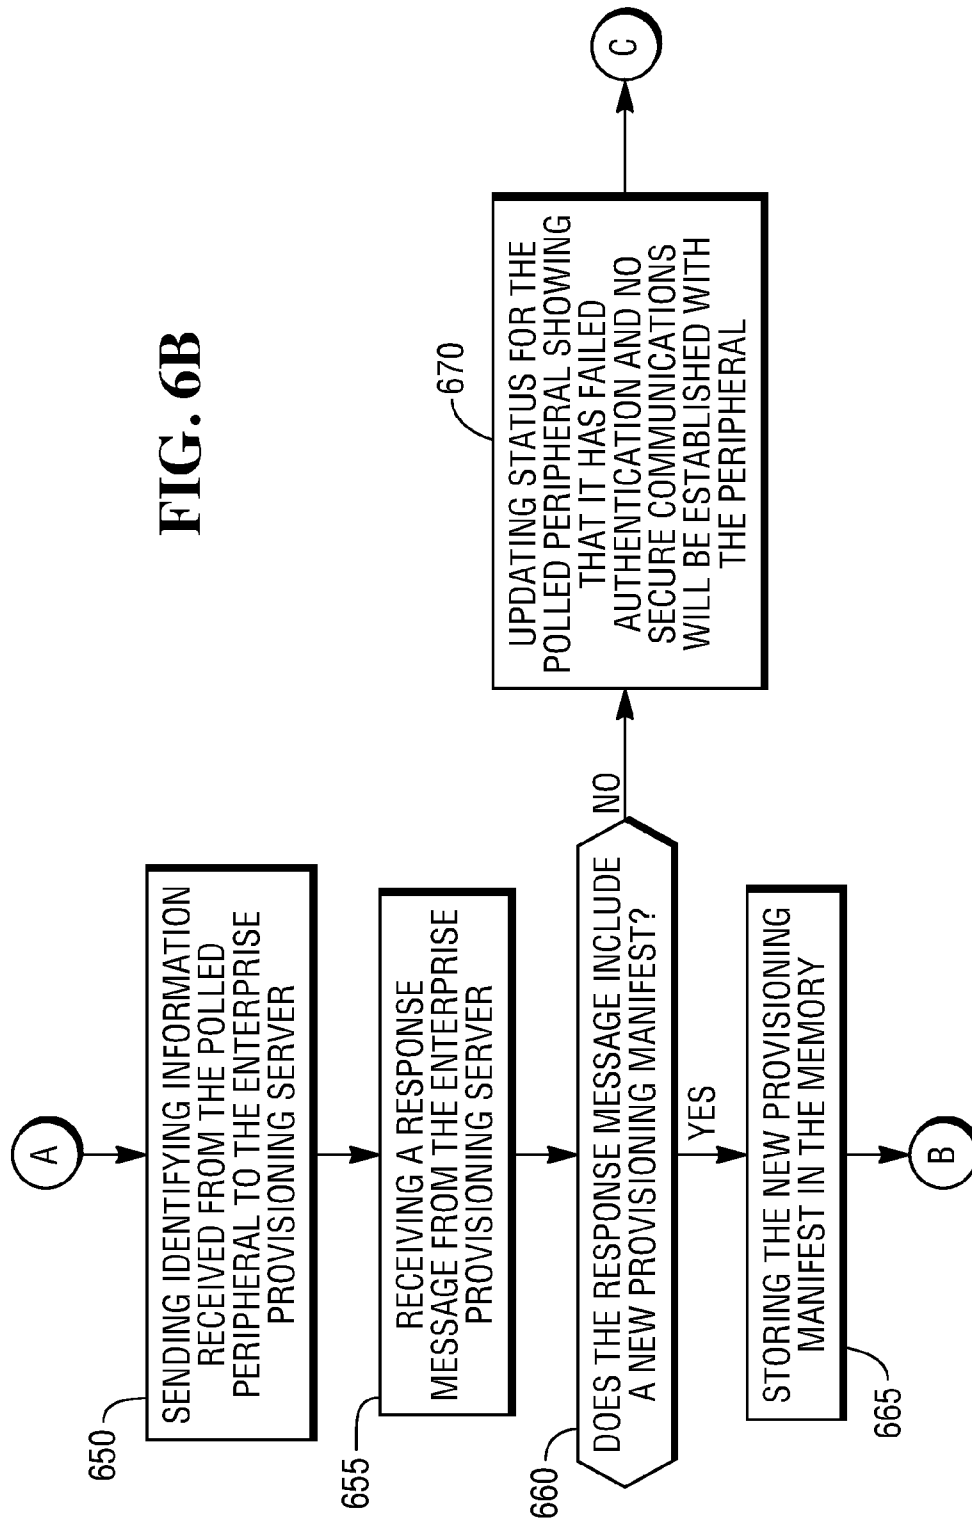 FIG. 6B
A
650
SENDING IDENTIFYING INFORMATION
RECEIVED FROM THE POLLED
PERIPHERAL TO THE ENTERPRISE
PROVISIONING SERVER
655
RECEIVING A RESPONSE
MESSAGE FROM THE ENTERPRISE
PROVISIONING SERVER
660
DOES THE RESPONSE MESSAGE INCLUDE
A NEW PROVISIONING MANIFEST?
NO
YES
670
UPDATING STATUS FOR THE
POLLED PERIPHERAL SHOWING
THAT IT HAS FAILED
AUTHENTICATION AND NO
SECURE COMMUNICATIONS
WILL BE ESTABLISHED WITH
THE PERIPHERAL
C
STORING THE NEW PROVISIONING
MANIFEST IN THE MEMORY
665
B